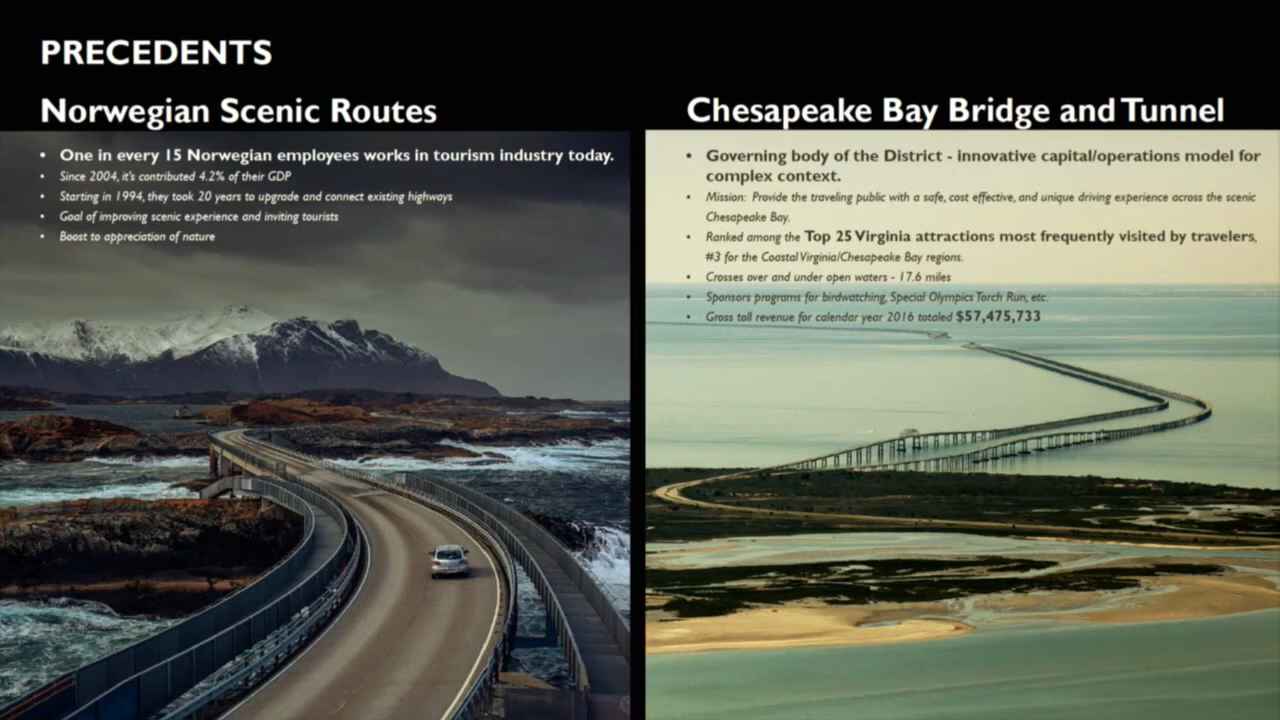 PRECEDENTS
Norwegian Scenic Routes
• One in every 15 Norwegian employees works in tourism industry today.
• Since 2004, it's contributed 4.2% of their GDP
• Starting in 1994, they took 20 years to upgrade and connect existing highways
• Goal of improving scenic experience and inviting tourists
• Boost to appreciation of nature
Chesapeake Bay Bridge and Tunnel
• Governing body of the District - innovative capital/operations model for
complex context.
• Mission: Provide the traveling public with a safe, cost effective, and unique driving experience across the scenic
Chesapeake Bay.
• Ranked among the Top 25 Virginia attractions most frequently visited by travelers,
#3 for the Coastal Virginia/Chesapeake Bay regions.
• Crosses over and under open waters - 17.6 miles
• Sponsors programs for birdwatching, Special Olympics Torch Run, etc.
• Gross toll revenue for calendar year 2016 totaled $57,475,733